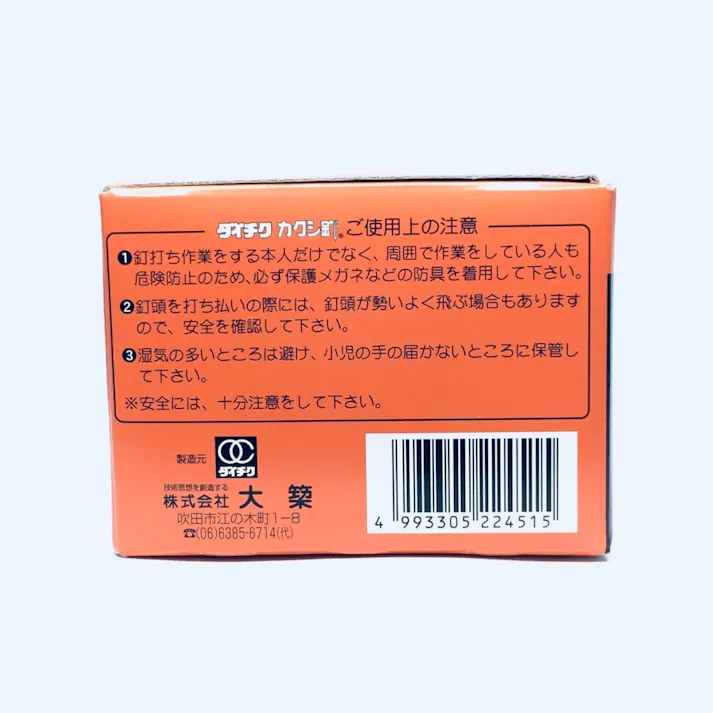 ダイチク カクシ釘® ご使用上の注意
❶釘打ち作業をする本人だけでなく、周囲で作業をしている人も
危険防止のため、必ず保護メガネなどの防具を着用して下さい。
❷釘頭を打ち払いの際には、釘頭が勢いよく飛ぶ場合もあります
ので、安全を確認して下さい。
❸湿気の多いところは避け、小児の手の届かないところに保管し
て下さい。
※安全には、十分注意をして下さい。
製造元
ダイチク
技術思想を創造する
株式会社 大築
吹田市江の木町1-8
☎(06)6385-6714(代)
4 993305 224515